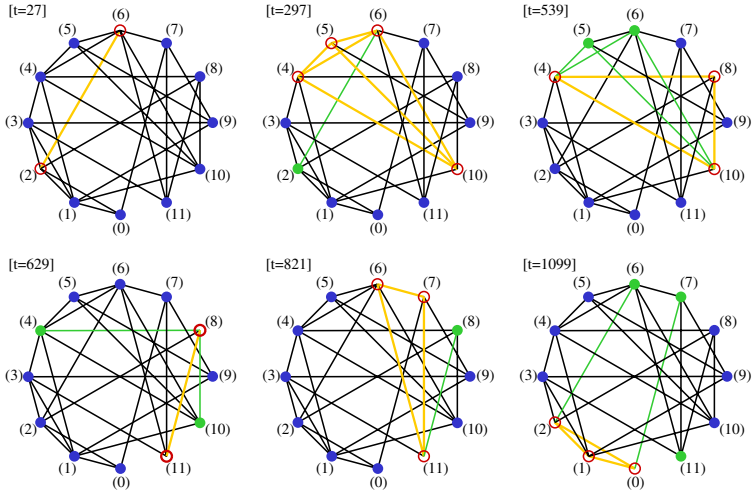 [t=27] [t=297] [t=539]
(6) (6) (6)
(5) (7) (5) (7) (5) (7)
(4) (8) (4) (8) (4) (8)
(3) (9) (3) (9) (3) (9)
(2) (10) (2) (10) (2) (10)
(1) (11) (1) (11) (1) (11)
(0) (0) (0)
[t=629] [t=821] [t=1099]
(6) (6) (6)
(5) (7) (5) (7) (5) (7)
(4) (8) (4) (8) (4) (8)
(3) (9) (3) (9) (3) (9)
(2) (10) (2) (10) (2) (10)
(1) (11) (1) (11) (1) (11)
(0) (0) (0)